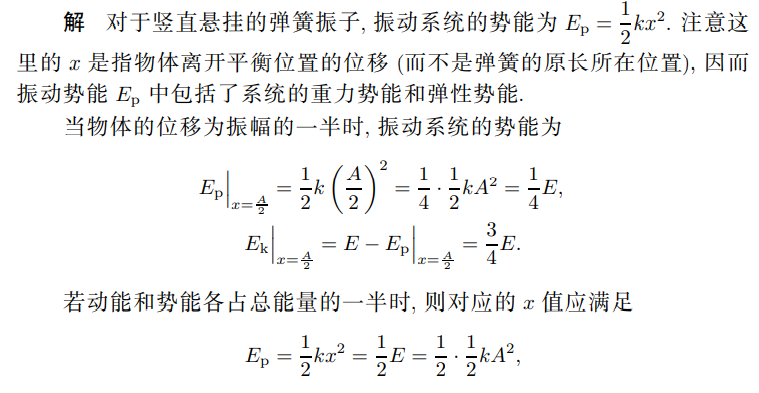 解 对于竖直悬挂的弹簧振子, 振动系统的势能为 $E_{\mathrm{p}} = \frac{1}{2}kx^2$. 注意这
里的 $x$ 是指物体离开平衡位置的位移 (而不是弹簧的原长所在位置), 因而
振动势能 $E_{\mathrm{p}}$ 中包括了系统的重力势能和弹性势能.
当物体的位移为振幅的一半时, 振动系统的势能为
$E_{\mathrm{p}}\big|_{x=\frac{A}{2}} = \frac{1}{2}k\left(\frac{A}{2}\right)^2 = \frac{1}{4} \cdot \frac{1}{2}kA^2 = \frac{1}{4}E,$
$E_{\mathrm{k}}\big|_{x=\frac{A}{2}} = E - E_{\mathrm{p}}\big|_{x=\frac{A}{2}} = \frac{3}{4}E.$
若动能和势能各占总能量的一半时, 则对应的 $x$ 值应满足
$E_{\mathrm{p}} = \frac{1}{2}kx^2 = \frac{1}{2}E = \frac{1}{2} \cdot \frac{1}{2}kA^2,$